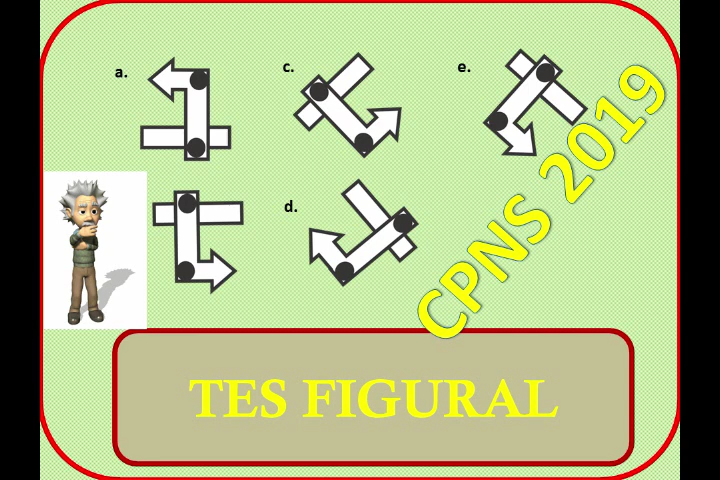 a.
c.
e.
d.
CPNS 2019
TES FIGURAL